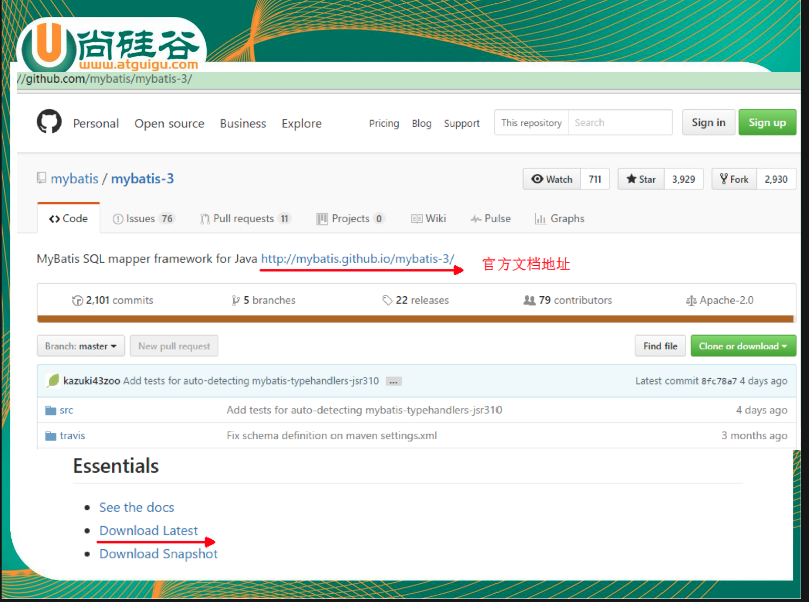 尚硅谷
www.atguigu.com
//github.com/mybatis/mybatis-3/
Personal Open source Business Explore Pricing Blog Support This repository Search Sign in Sign up
mybatis / mybatis-3 Watch 711 Star 3,929 Fork 2,930
Code Issues 76 Pull requests 11 Projects 0 Wiki Pulse Graphs
MyBatis SQL mapper framework for Java http://mybatis.github.io/mybatis-3/ 官方文档地址
2,101 commits 5 branches 22 releases 79 contributors Apache-2.0
Branch: master New pull request Find file Clone or download
kazuki43zoo Add tests for auto-detecting mybatis-typehandlers-jsr310 ... Latest commit 8fc78a7 4 days ago
src Add tests for auto-detecting mybatis-typehandlers-jsr310 4 days ago
travis Fix schema definition on maven settings.xml 3 months ago
Essentials
See the docs
Download Latest
Download Snapshot